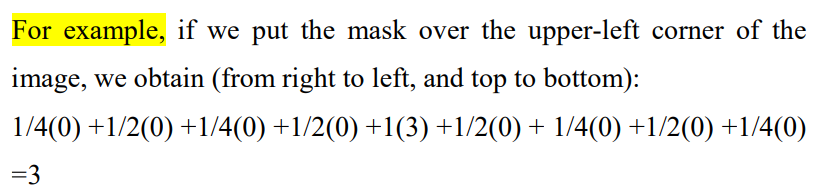 For example, if we put the mask over the upper-left corner of the
image, we obtain (from right to left, and top to bottom):
1/4(0) +1/2(0) +1/4(0) +1/2(0) +1(3) +1/2(0) + 1/4(0) +1/2(0) +1/4(0)
=3